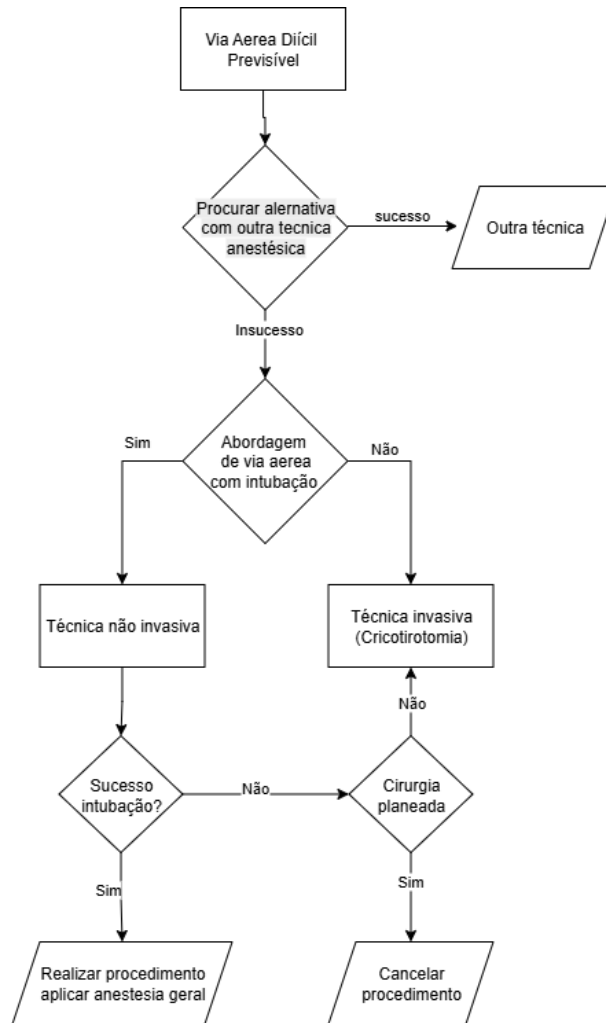 Via Aerea Diícil
Previsível
Procurar alernativa
com outra tecnica
anestésica
sucesso
Outra técnica
Insucesso
Sim
Abordagem
de via aerea
com intubação
Não
Técnica não invasiva
Técnica invasiva
(Cricotirotomia)
Não
Sucesso
intubação?
Não
Cirurgia
planeada
Sim
Sim
Realizar procedimento
aplicar anestesia geral
Cancelar
procedimento